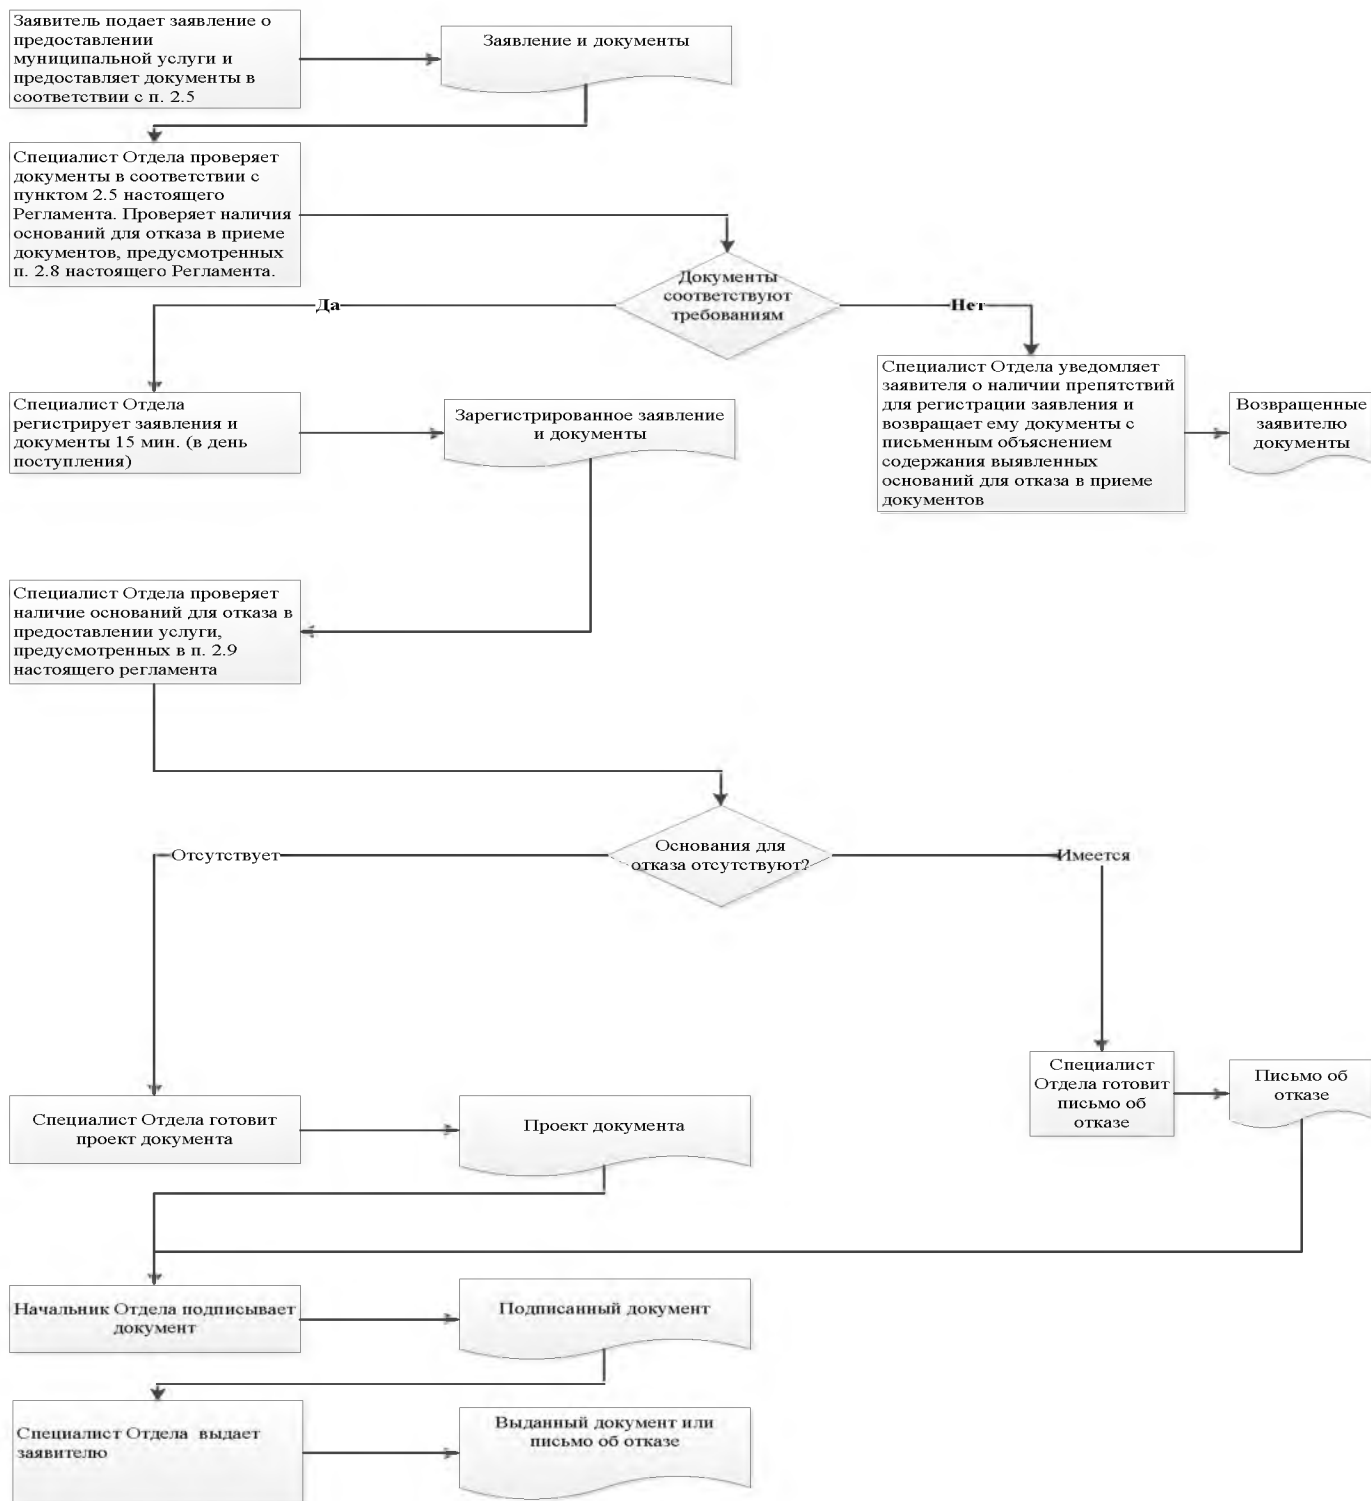 Заявитель подает заявление о
предоставлении
муниципальной услуги и
предоставляет документы в
соответствии с п. 2.5
Заявление и документы
Специалист Отдела проверяет
документы в соответствии с
пунктом 2.5 настоящего
Регламента. Проверяет наличия
оснований для отказа в приеме
документов, предусмотренных
п. 2.8 настоящего Регламента.
Документы
соответствуют
требованиям
Да
Нет
Специалист Отдела
регистрирует заявления и
документы 15 мин. (в день
поступления)
Зарегистрированное заявление
и документы
Специалист Отдела уведомляет
заявителя о наличии препятствий
для регистрации заявления и
возвращает ему документы с
письменным объяснением
содержания выявленных
оснований для отказа в приеме
документов
Возвращенные
заявителю
документы
Специалист Отдела проверяет
наличие оснований для отказа в
предоставлении услуги,
предусмотренных в п. 2.9
настоящего регламента
Основания для
отказа отсутствуют?
Отсутствует
Имеется
Специалист
Отдела готовит
письмо об
отказе
Письмо об
отказе
Специалист Отдела готовит
проект документа
Проект документа
Начальник Отдела подписывает
документ
Подписанный документ
Специалист Отдела  выдает
заявителю
Выданный документ или
письмо об отказе